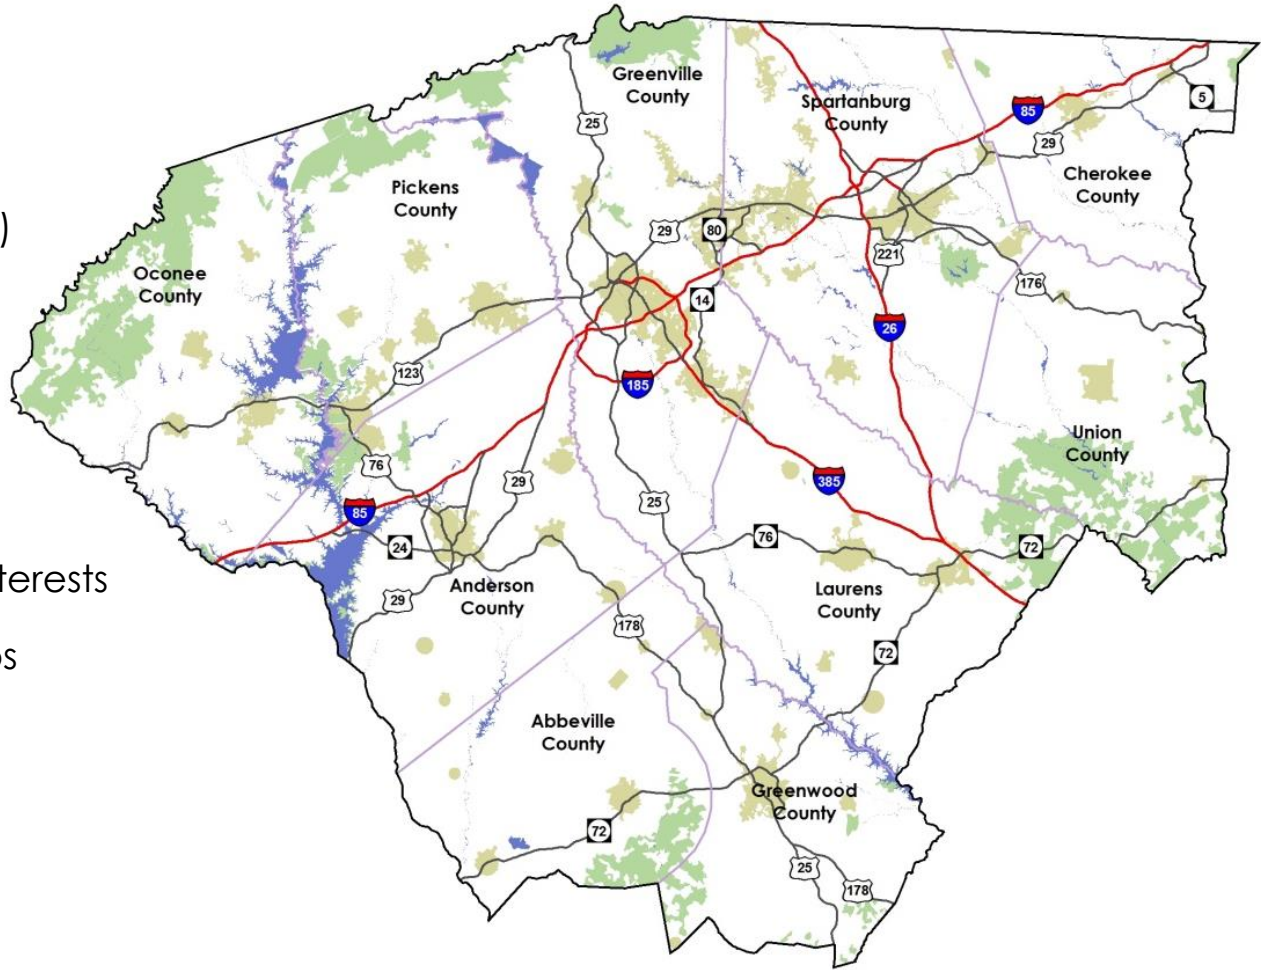 )
terests
s
Greenville
County
Spartanburg
County
Cherokee
County
Pickens
County
Oconee
County
Union
County
Anderson
County
Laurens
County
Abbeville
County
Greenwood
County
25
85
5
29
29
80
221
176
14
26
123
185
76
29
385
85
25
24
76
72
29
178
72
72
25
178